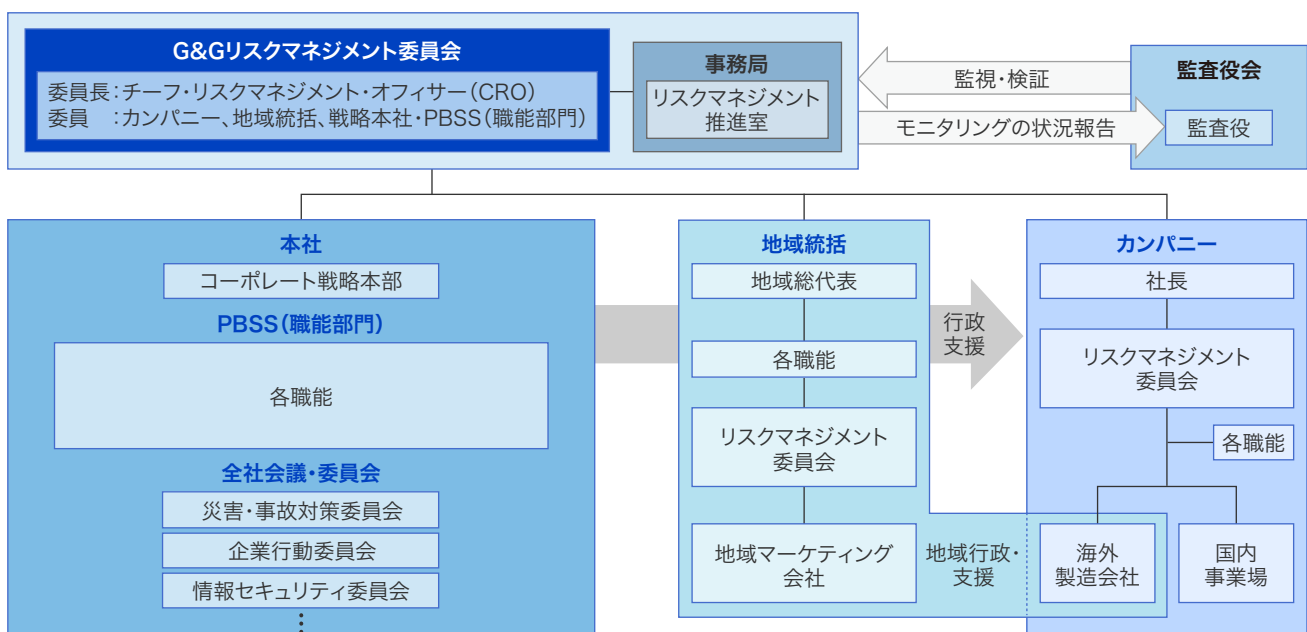 G&Gリスクマネジメント委員会
委員長：チーフ・リスクマネジメント・オフィサー（CRO）
委員　：カンパニー、地域統括、戦略本社・PBSS（職能部門）
事務局
リスクマネジメント
推進室
監視・検証
モニタリングの状況報告
監査役会
監査役
本社
コーポレート戦略本部
PBSS（職能部門）
各職能
全社会議・委員会
災害・事故対策委員会
企業行動委員会
情報セキュリティ委員会
⋮
地域統括
地域総代表
各職能
リスクマネジメント
委員会
地域マーケティング
会社
行政
支援
地域行政・
支援
カンパニー
社長
リスクマネジメント
委員会
各職能
海外
製造会社
国内
事業場